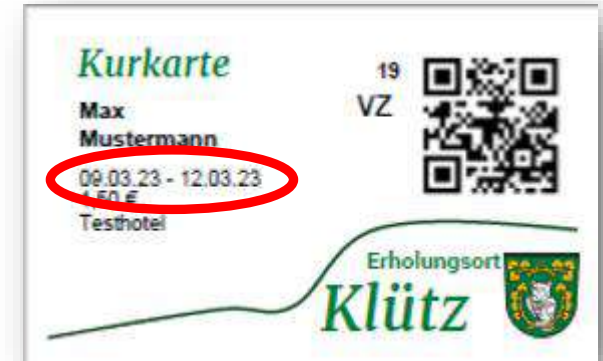 Kurkarte
19
VZ
Max
Mustermann
09.03.23 - 12.03.23
4,50 €
Testhotel
Erholungsort
Klütz